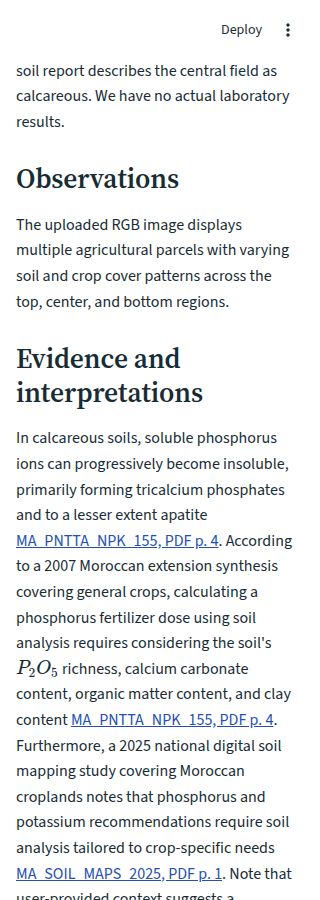 Deploy
soil report describes the central field as
calcareous. We have no actual laboratory
results.
Observations
The uploaded RGB image displays
multiple agricultural parcels with varying
soil and crop cover patterns across the
top, center, and bottom regions.
Evidence and
interpretations
In calcareous soils, soluble phosphorus
ions can progressively become insoluble,
primarily forming tricalcium phosphates
and to a lesser extent apatite
MA_PNTTA_NPK_155, PDF p. 4. According
to a 2007 Moroccan extension synthesis
covering general crops, calculating a
phosphorus fertilizer dose using soil
analysis requires considering the soil's
P₂O₅ richness, calcium carbonate
content, organic matter content, and clay
content MA_PNTTA_NPK_155, PDF p. 4.
Furthermore, a 2025 national digital soil
mapping study covering Moroccan
croplands notes that phosphorus and
potassium recommendations require soil
analysis tailored to crop-specific needs
MA_SOIL_MAPS_2025, PDF p. 1. Note that
user-provided context suggests a